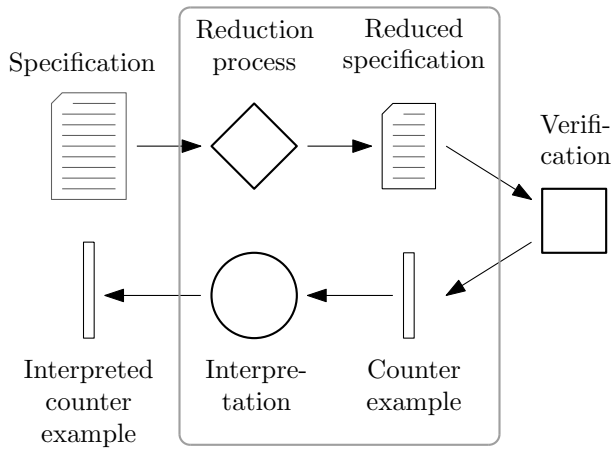 Specification
Reduction
process
Reduced
specification
Verifi-
cation
Interpreted
counter
example
Interpre-
tation
Counter
example